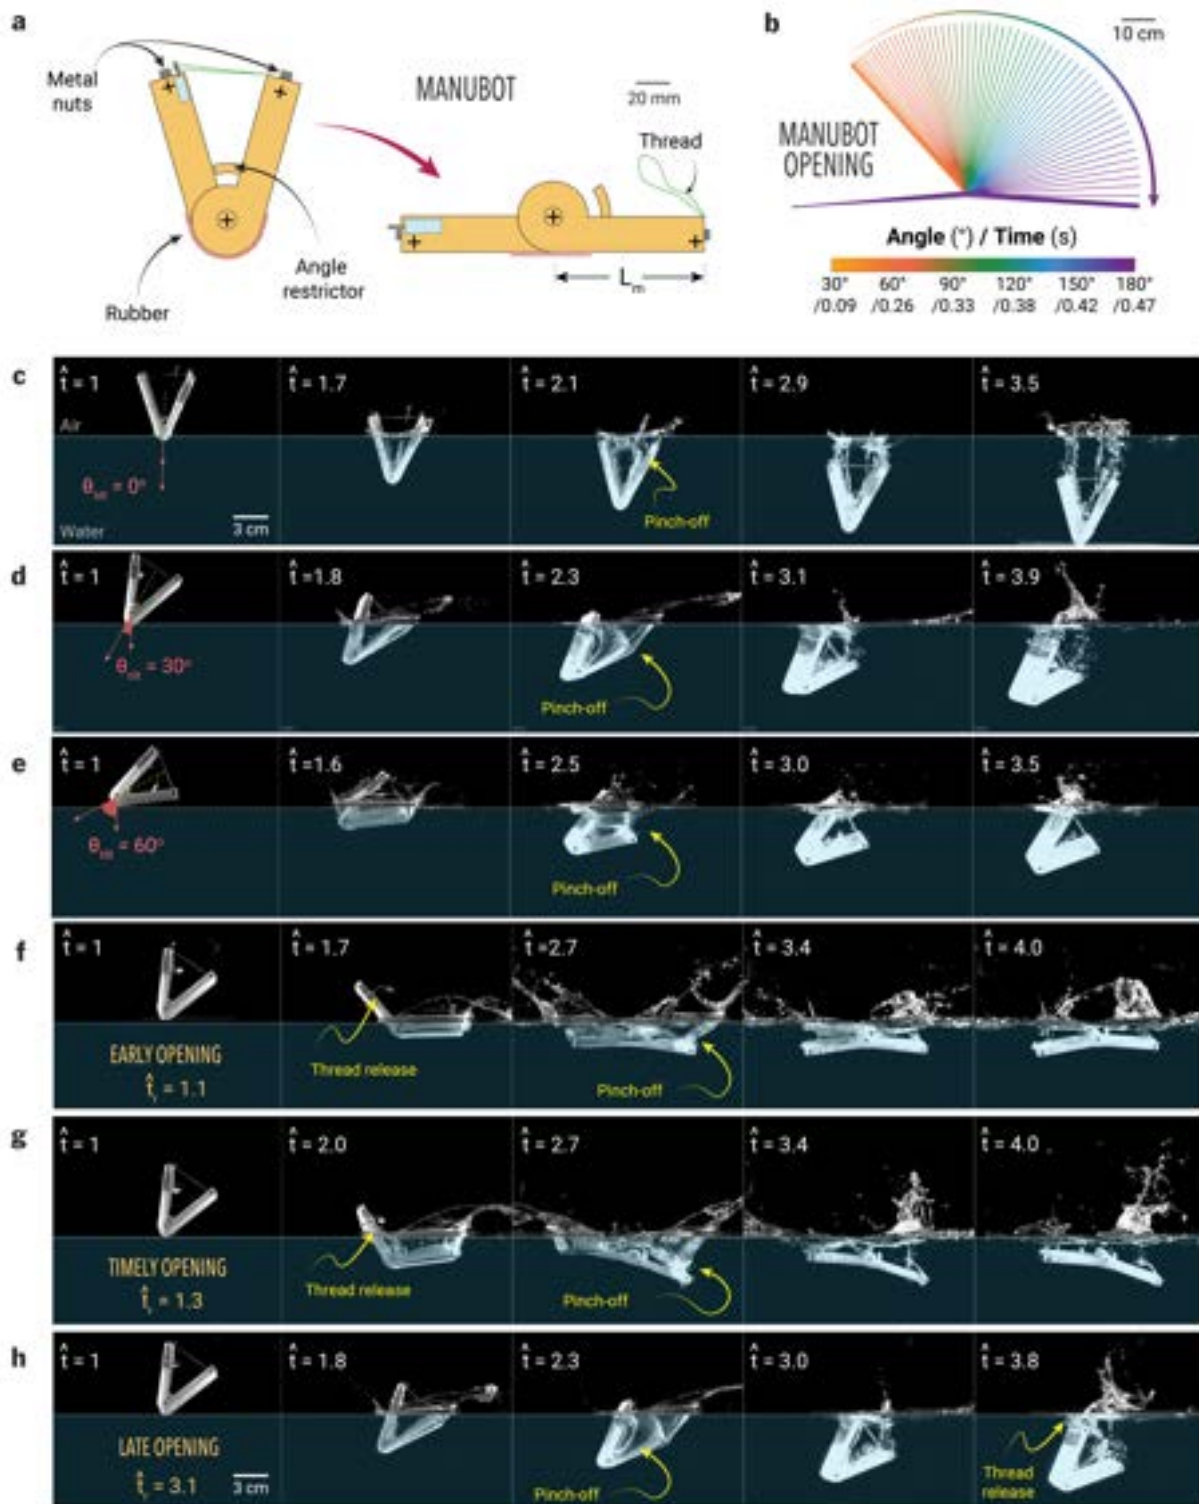 a
Metal
nuts
MANUBOT
20 mm
Thread
Angle
restrictor
Rubber
Lm
b
10 cm
MANUBOT
OPENING
Angle (°) / Time (s)
30° 60° 90° 120° 150° 180°
/0.09 /0.26 /0.33 /0.38 /0.42 /0.47
c
t̂ = 1
t̂ = 1.7
t̂ = 2.1
t̂ = 2.9
t̂ = 3.5
Air
θtilt = 0°
Water
3 cm
Pinch-off
d
t̂ = 1
t̂ =1.8
t̂ = 2.3
t̂ = 3.1
t̂ = 3.9
θtilt = 30°
Pinch-off
e
t̂ = 1
t̂ =1.6
t̂ = 2.5
t̂ = 3.0
t̂ = 3.5
θtilt = 60°
Pinch-off
f
t̂ = 1
t̂ = 1.7
t̂ =2.7
t̂ = 3.4
t̂ = 4.0
EARLY OPENING
t̂r = 1.1
Thread release
Pinch-off
g
t̂ = 1
t̂ = 2.0
t̂ = 2.7
t̂ = 3.4
t̂ = 4.0
TIMELY OPENING
t̂r = 1.3
Thread release
Pinch-off
h
t̂ = 1
t̂ = 1.8
t̂ = 2.3
t̂ = 3.0
t̂ = 3.8
LATE OPENING
t̂r = 3.1
3 cm
Pinch-off
Thread
release